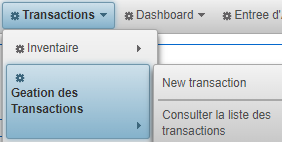 Transactions Dashboard Entree d'
Inventaire
Geation des
Transactions
New transaction
Consulter la liste des
transactions